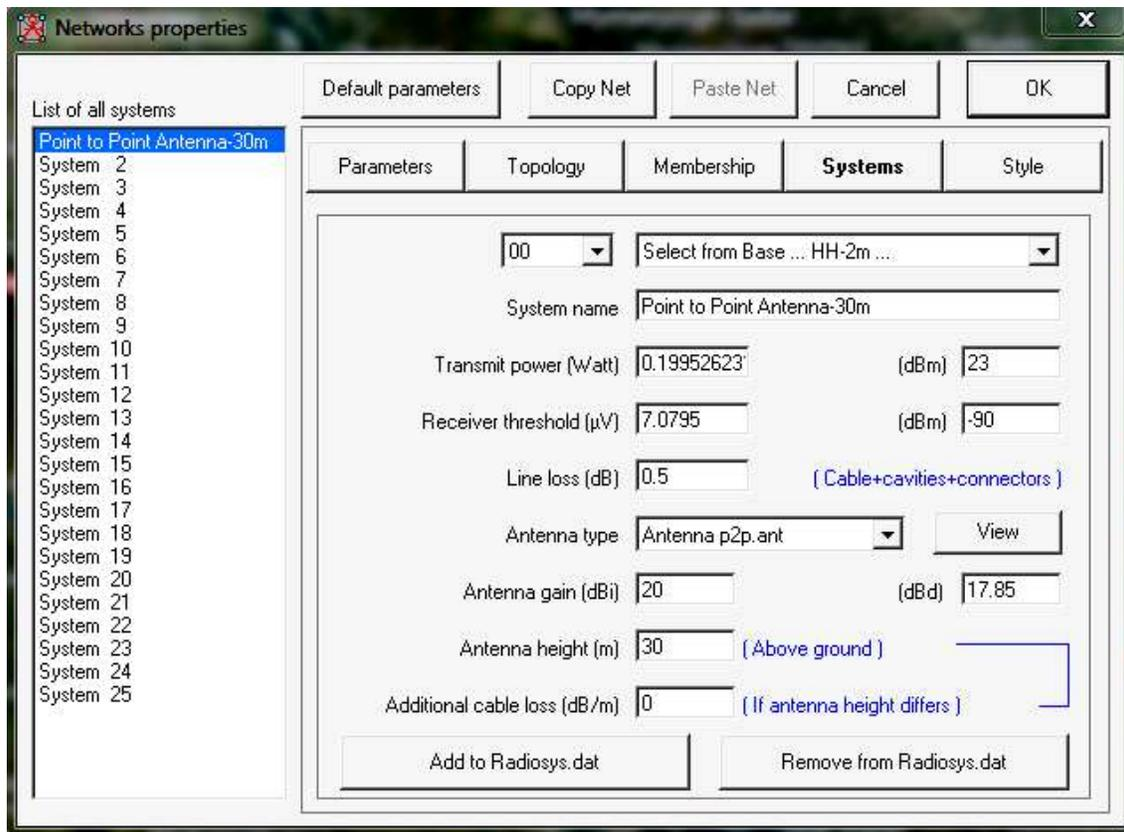 Networks properties
X
Default parameters Copy Net Paste Net Cancel OK
List of all systems
Point to Point Antenna-30m
System 2
System 3
System 4
System 5
System 6
System 7
System 8
System 9
System 10
System 11
System 12
System 13
System 14
System 15
System 16
System 17
System 18
System 19
System 20
System 21
System 22
System 23
System 24
System 25
Parameters Topology Membership Systems Style
00 Select from Base ... HH-2m ...
System name Point to Point Antenna-30m
Transmit power (Watt) 0.19952623 (dBm) 23
Receiver threshold (µV) 7.0795 (dBm) -90
Line loss (dB) 0.5 ( Cable+cavities+connectors )
Antenna type Antenna p2p.ant View
Antenna gain (dBi) 20 (dBd) 17.85
Antenna height (m) 30 ( Above ground )
Additional cable loss (dB/m) 0 ( If antenna height differs )
Add to Radiosys.dat Remove from Radiosys.dat